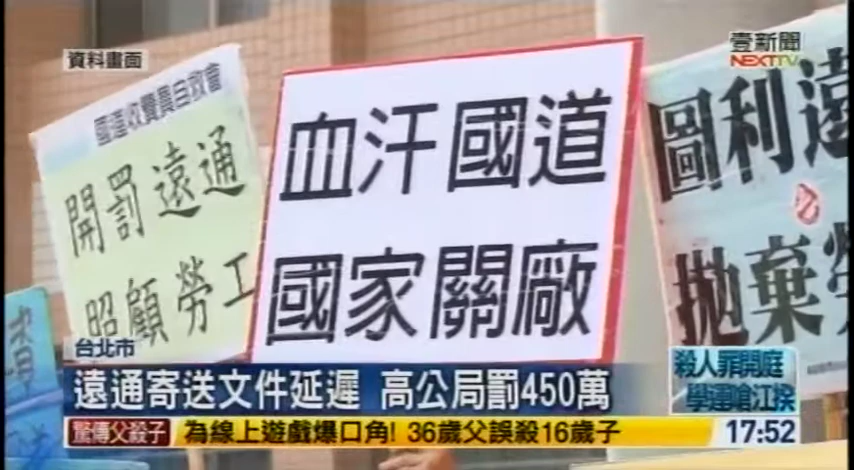 資料畫面
壹新聞
NEXTTV
國道收費員自救會
開罰遠通
照顧勞工
血汗國道
國家關廠
圖利遠
拋棄勞
台北市
遠通寄送文件延遲 高公局罰450萬
殺人罪開庭
學運嗆江揆
驚傳父殺子
為線上遊戲爆口角! 36歲父誤殺16歲子
17:52